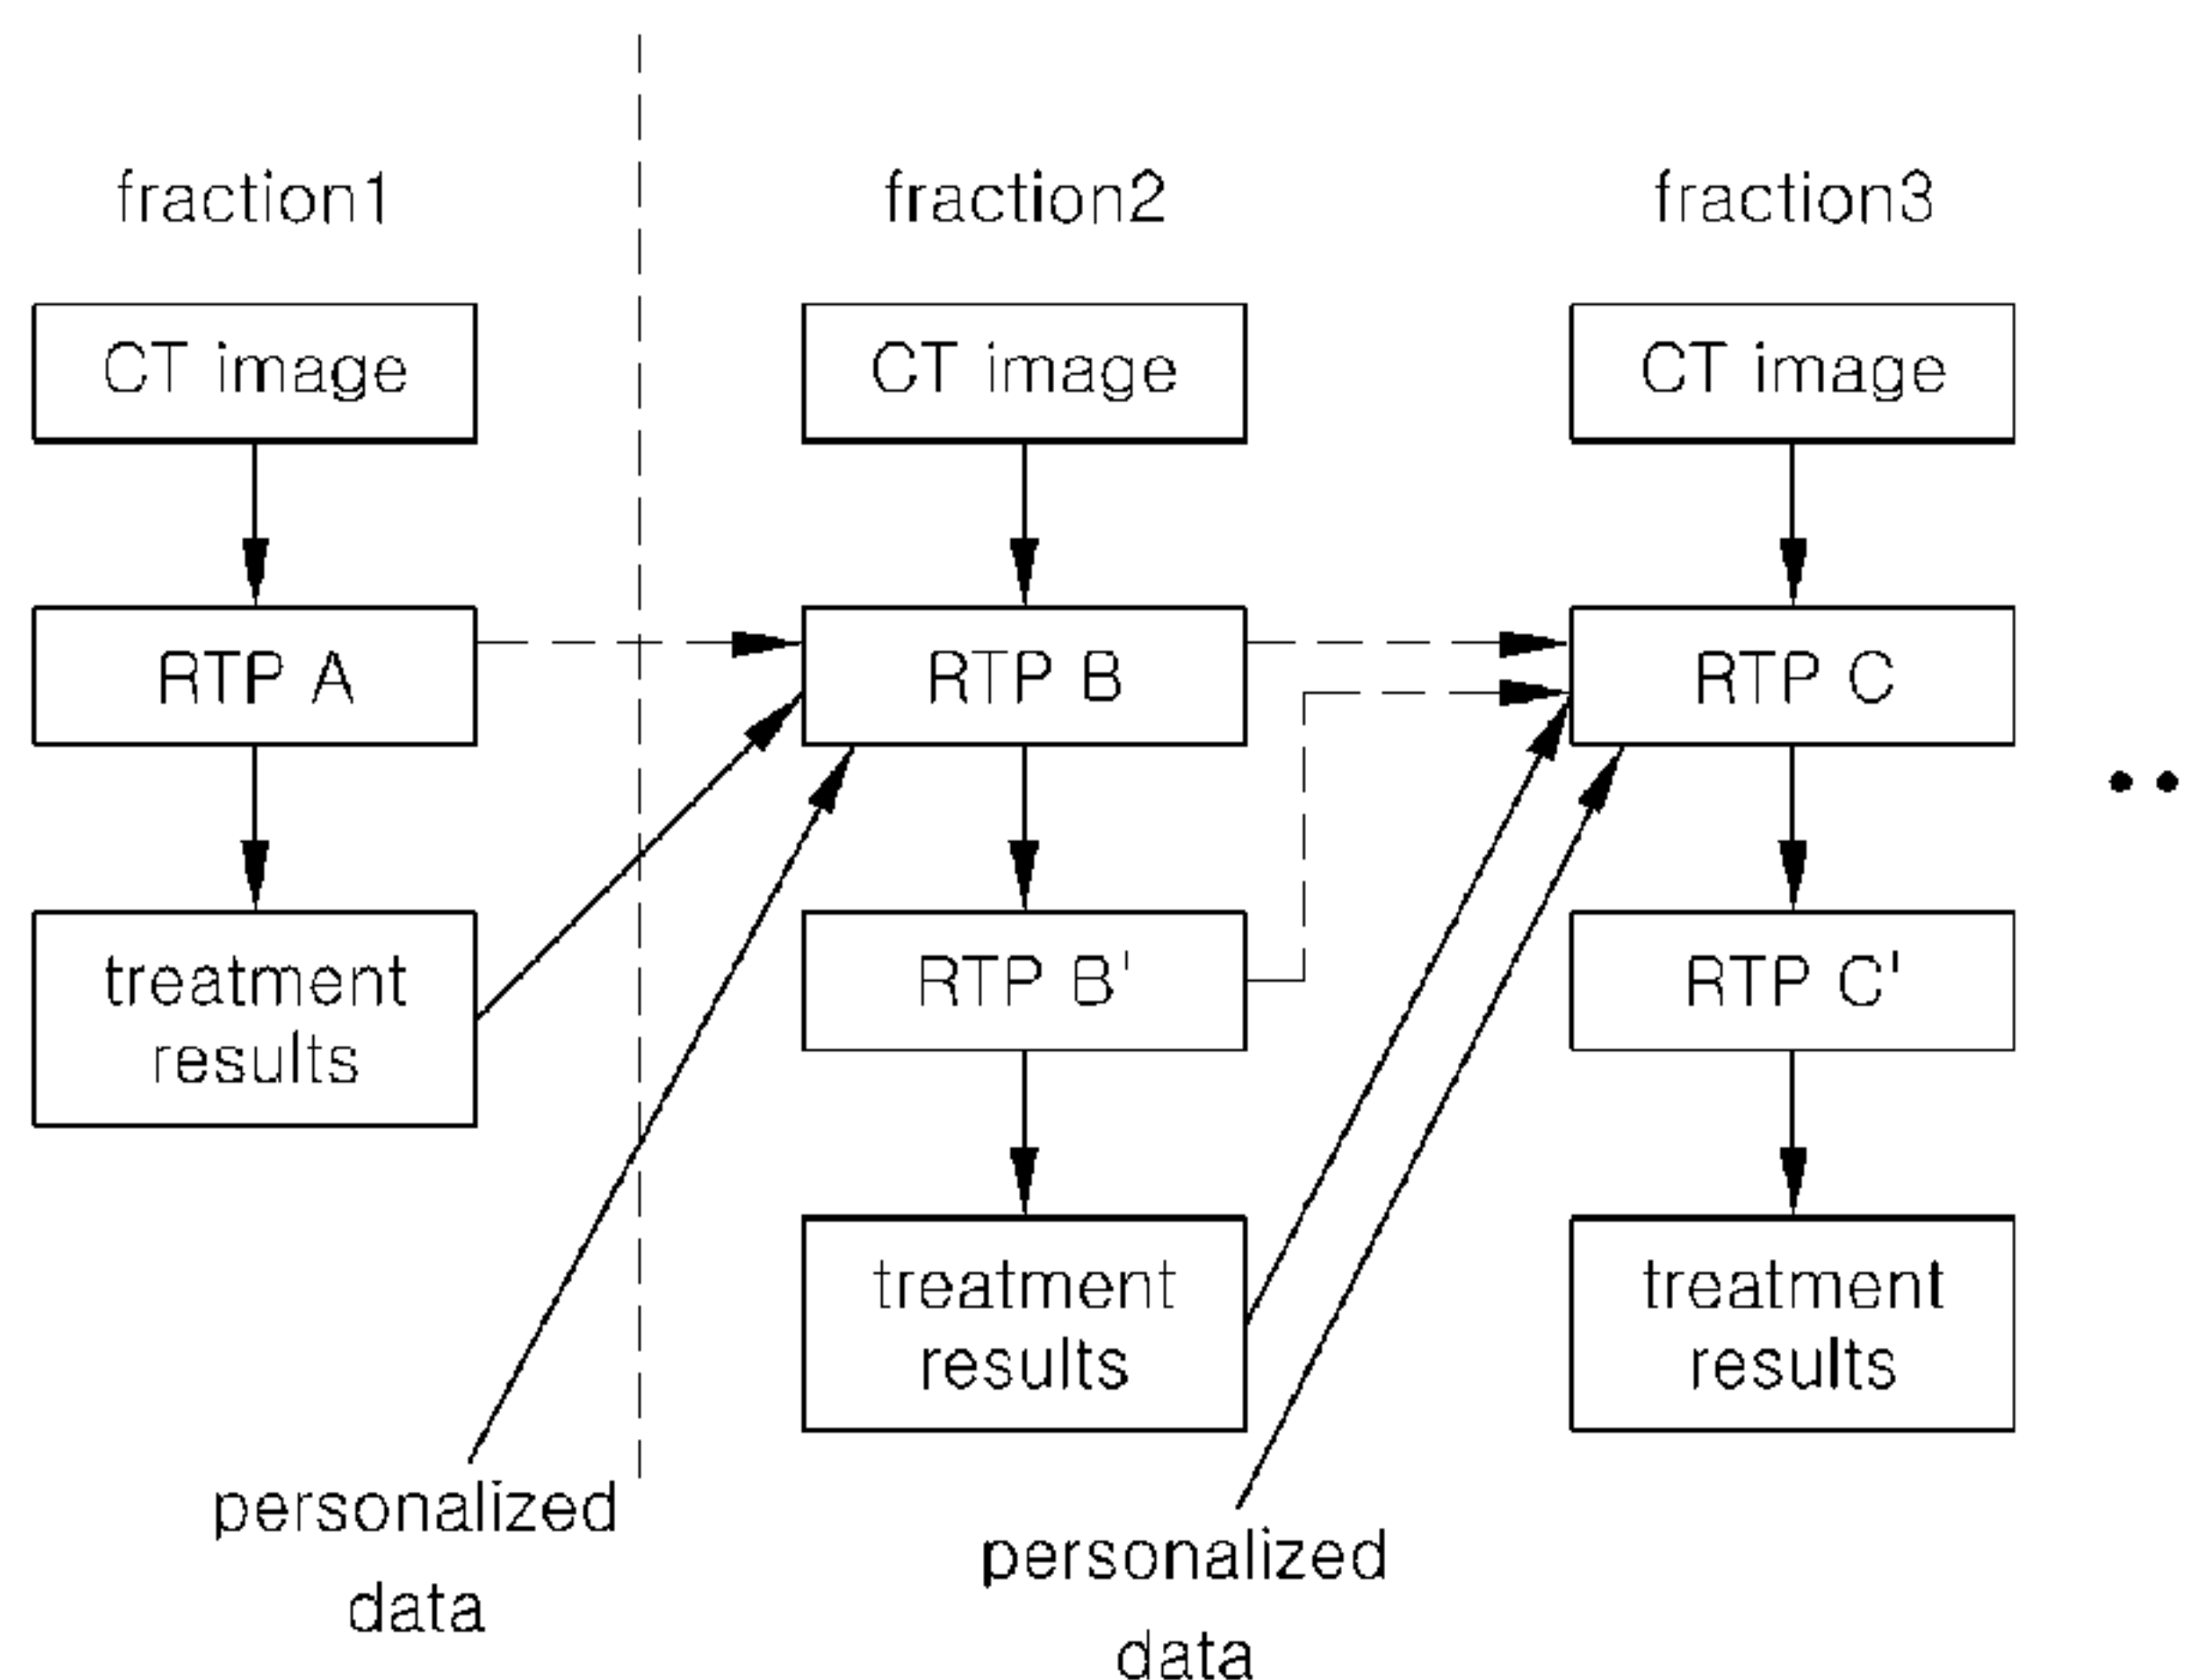 fraction1
fraction2
fraction3
CT image
CT image
CT image
RTP A
RTP B
RTP C
treatment
results
RTP B'
RTP C'
treatment
results
treatment
results
personalized
data
personalized
data